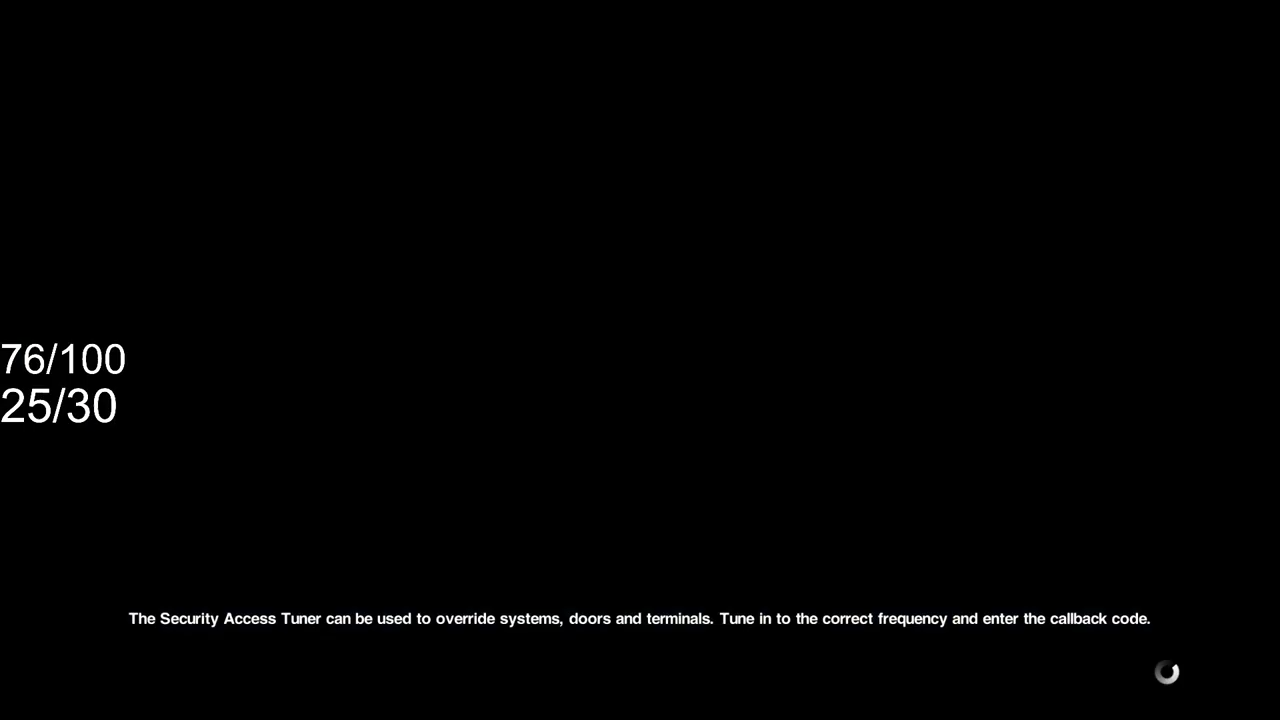 76/100
25/30
The Security Access Tuner can be used to override systems, doors and terminals. Tune in to the correct frequency and enter the callback code.